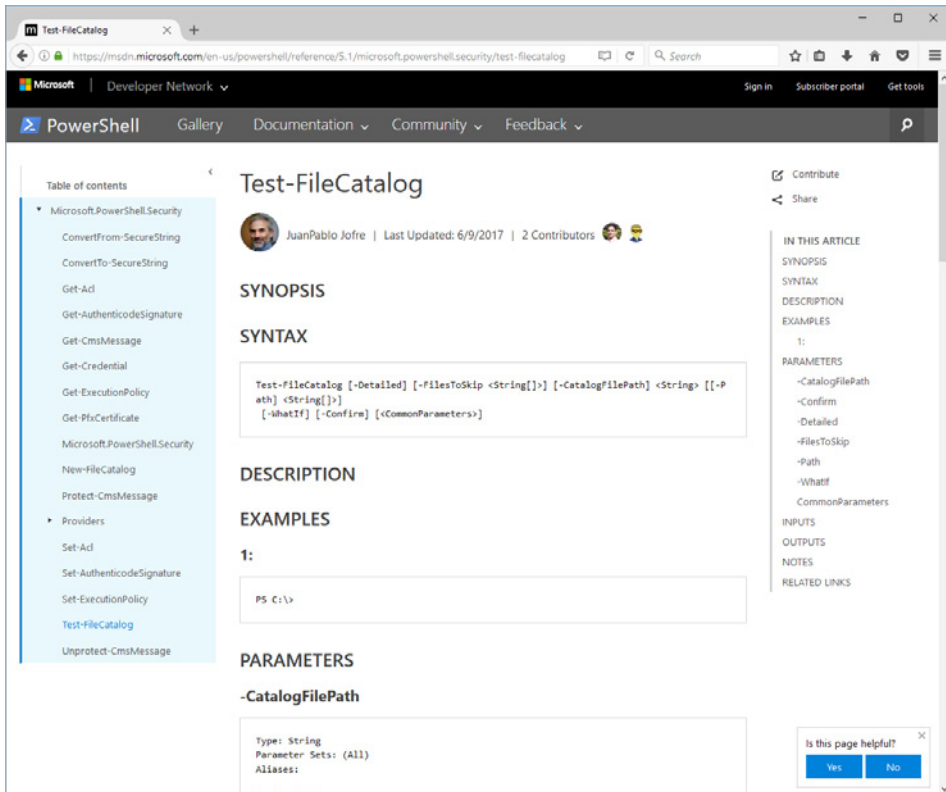 Test-FileCatalog
https://msdn.microsoft.com/en-us/powershell/reference/5.1/microsoft.powershell.security/test-filecatalog
Search
Microsoft | Developer Network
Sign in Subscriber portal Get tools
PowerShell Gallery Documentation Community Feedback
Table of contents
Microsoft.PowerShell.Security
ConvertFrom-SecureString
ConvertTo-SecureString
Get-Acl
Get-AuthenticodeSignature
Get-CmsMessage
Get-Credential
Get-ExecutionPolicy
Get-PfxCertificate
Microsoft.PowerShell.Security
New-FileCatalog
Protect-CmsMessage
Providers
Set-Acl
Set-AuthenticodeSignature
Set-ExecutionPolicy
Test-FileCatalog
Unprotect-CmsMessage
Test-FileCatalog
JuanPablo Jofre | Last Updated: 6/9/2017 | 2 Contributors
SYNOPSIS
SYNTAX
Test-FileCatalog [-Detailed] [-FilesToSkip <String[]>] [-CatalogFilePath] <String> [[-P
ath] <String[]>]
[-WhatIf] [-Confirm] [<CommonParameters>]
DESCRIPTION
EXAMPLES
1:
PS C:\>
PARAMETERS
-CatalogFilePath
Type: String
Parameter Sets: (All)
Aliases:
Contribute
Share
IN THIS ARTICLE
SYNOPSIS
SYNTAX
DESCRIPTION
EXAMPLES
1:
PARAMETERS
-CatalogFilePath
-Confirm
-Detailed
-FilesToSkip
-Path
-WhatIf
CommonParameters
INPUTS
OUTPUTS
NOTES
RELATED LINKS
Is this page helpful?
Yes No